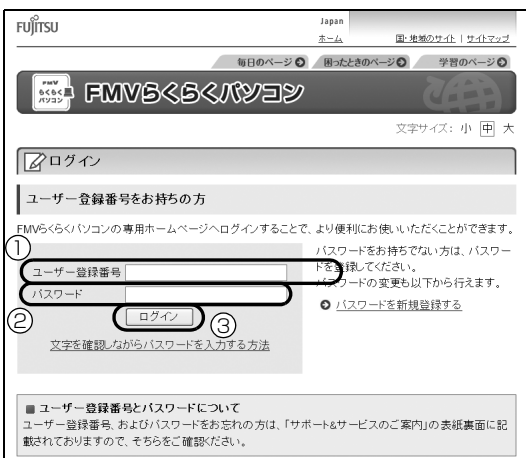 FUJITSU
Japan
ホーム
国・地域のサイト | サイトマップ
毎日のページ
困ったときのページ
学習のページ
FMV
らくらく
パソコン
FMVらくらくパソコン
文字サイズ: 小 中 大
ログイン
ユーザー登録番号をお持ちの方
FMVらくらくパソコンの専用ホームページへログインすることで、より便利にお使いいただくことができます。
①
ユーザー登録番号
パスワード
②
ログイン
③
文字を確認しながらパスワードを入力する方法
パスワードをお持ちでない方は、パスワー
ドを登録してください。
パスワードの変更も以下から行えます。
パスワードを新規登録する
■ ユーザー登録番号とパスワードについて
ユーザー登録番号、およびパスワードをお忘れの方は、「サポート&サービスのご案内」の表紙裏面に記
載されておりますので、そちらをご確認ください。